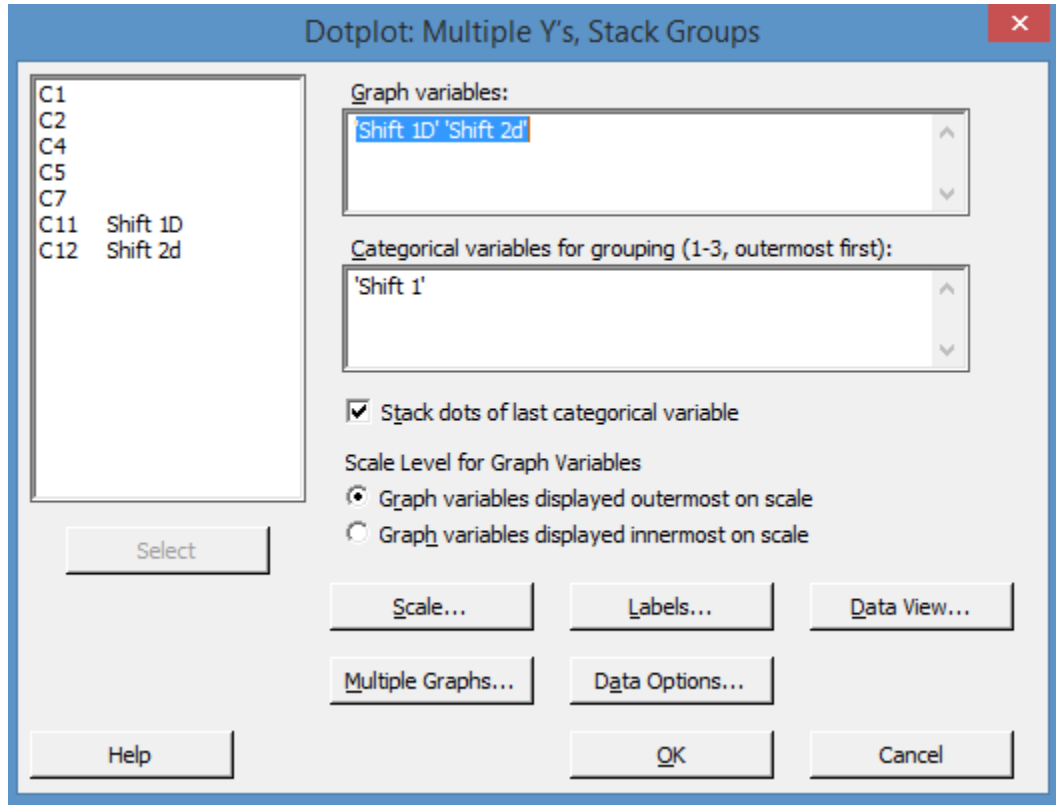 Dotplot: Multiple Y's, Stack Groups
C1
C2
C4
C5
C7
C11 Shift 1D
C12 Shift 2d
Select
Graph variables:
'Shift 1D' 'Shift 2d'
Categorical variables for grouping (1-3, outermost first):
'Shift 1'
Stack dots of last categorical variable
Scale Level for Graph Variables
Graph variables displayed outermost on scale
Graph variables displayed innermost on scale
Scale... Labels... Data View...
Multiple Graphs... Data Options...
Help OK Cancel